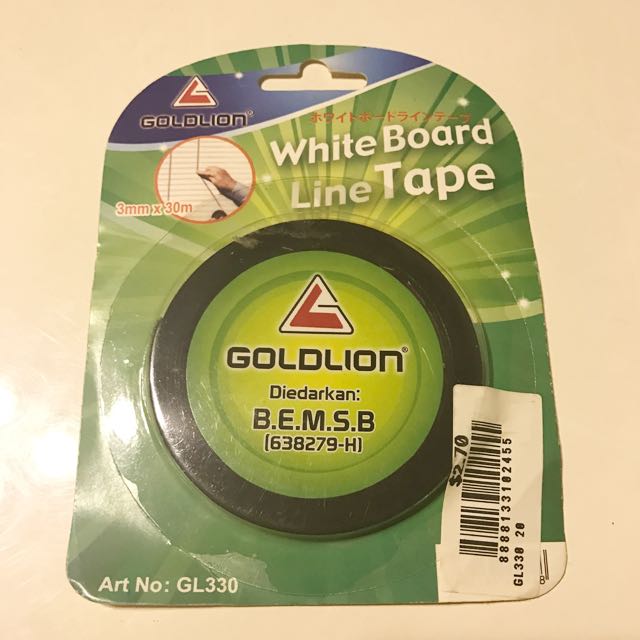 GOLDLION®
ホワイトボードラインテープ
White Board
Line Tape
3mm x 30m
GOLDLION®
Diedarkan:
B.E.M.S.B
(638279-H)
$2.70
8888133102455
GL330 20
B
Art No: GL330